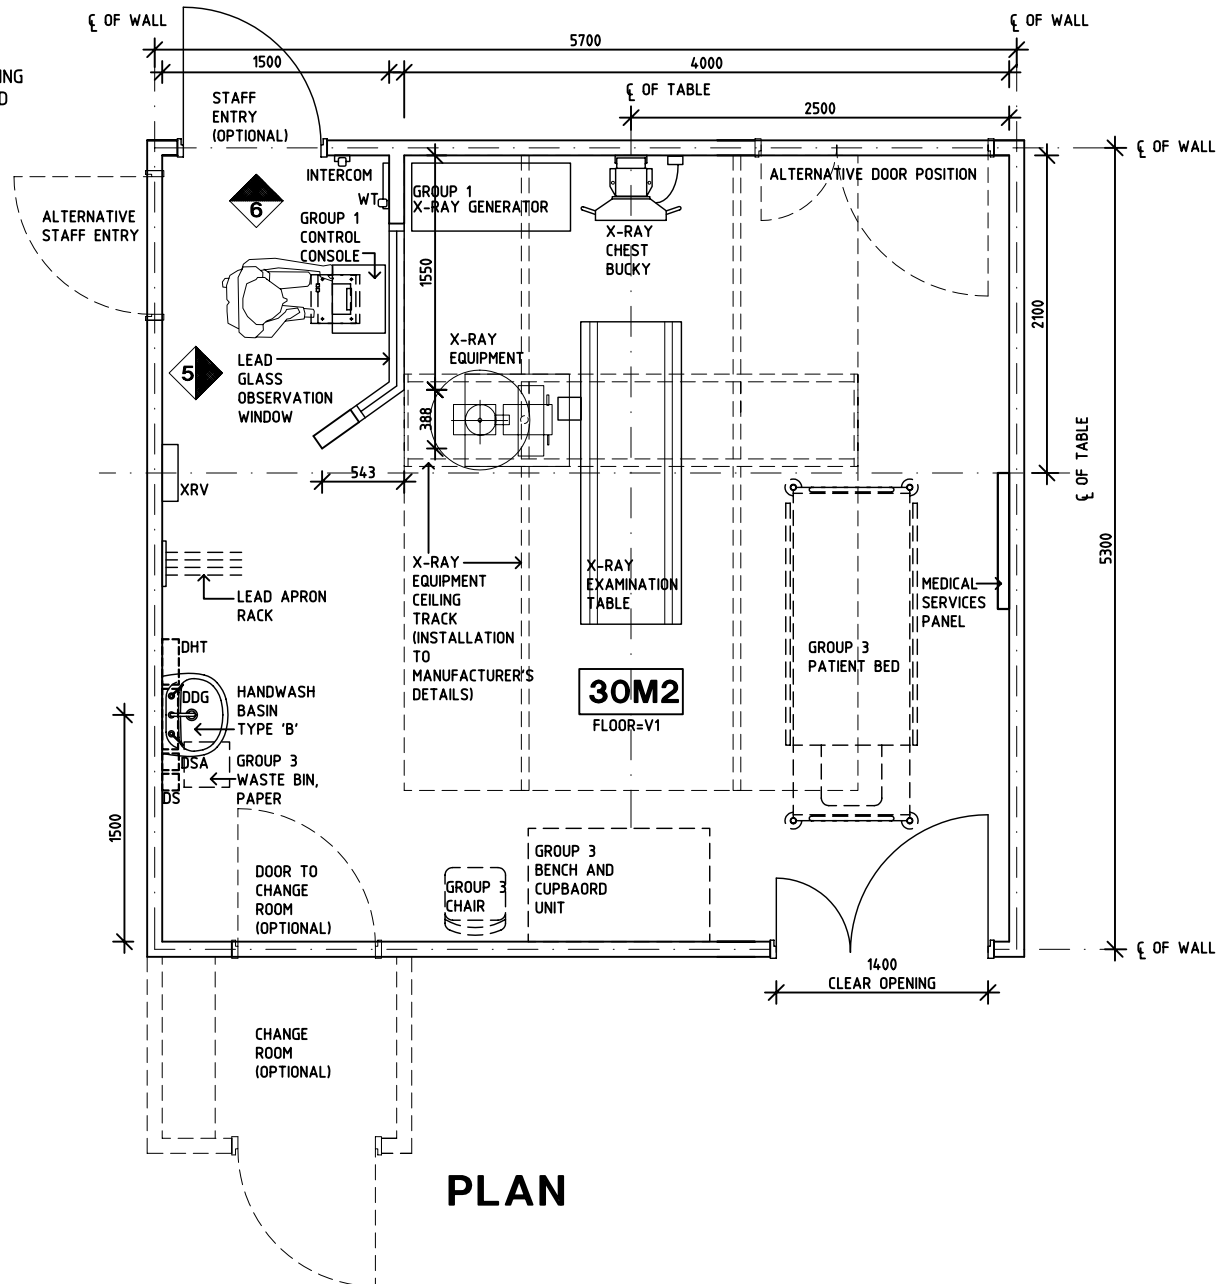 ℄ OF WALL
℄ OF WALL
5700
NG
D
1500
4000
℄ OF TABLE
STAFF
ENTRY
(OPTIONAL)
2500
℄ OF WALL
INTERCOM
ALTERNATIVE DOOR POSITION
WT
GROUP 1
X-RAY GENERATOR
6
ALTERNATIVE
STAFF ENTRY
GROUP 1
CONTROL
CONSOLE
X-RAY
CHEST
BUCKY
1550
2100
X-RAY
EQUIPMENT
5
LEAD
GLASS
OBSERVATION
WINDOW
388
℄ OF TABLE
543
XRV
5300
X-RAY
EQUIPMENT
CEILING
TRACK
(INSTALLATION
TO
MANUFACTURER'S
DETAILS)
X-RAY
EXAMINATION
TABLE
MEDICAL
SERVICES
PANEL
LEAD APRON
RACK
DHT
GROUP 3
PATIENT BED
DDG
HANDWASH
BASIN
TYPE 'B'
30M2
FLOOR=V1
DSA
GROUP 3
WASTE BIN,
PAPER
DS
1500
GROUP 3
BENCH AND
CUPBAORD
UNIT
DOOR TO
CHANGE
ROOM
(OPTIONAL)
GROUP 3
CHAIR
℄ OF WALL
1400
CLEAR OPENING
CHANGE
ROOM
(OPTIONAL)
PLAN